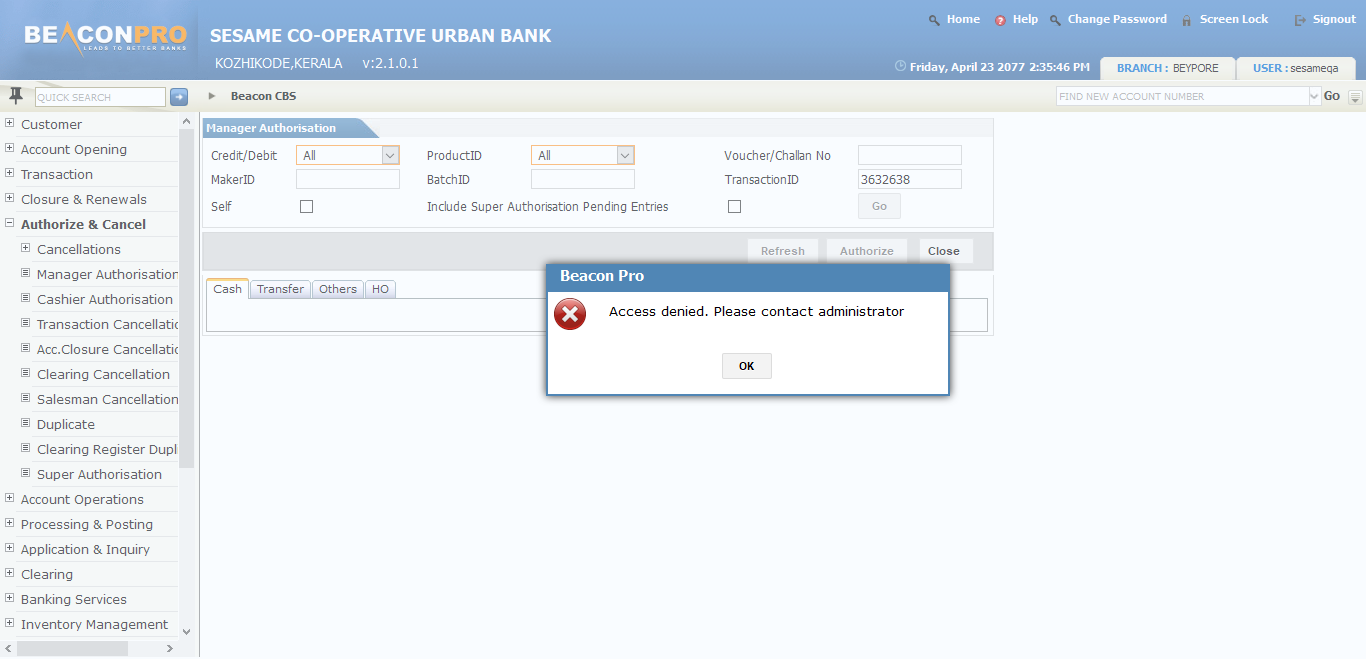 BEACONPRO
LEADS TO BETTER BANKS
SESAME CO-OPERATIVE URBAN BANK
KOZHIKODE,KERALA v:2.1.0.1
Home Help Change Password Screen Lock Signout
Friday, April 23 2077 2:35:46 PM BRANCH : BEYPORE USER : sesameqa
QUICK SEARCH Beacon CBS FIND NEW ACCOUNT NUMBER Go
Customer
Account Opening
Transaction
Closure & Renewals
Authorize & Cancel
Cancellations
Manager Authorisation
Cashier Authorisation
Transaction Cancellatic
Acc.Closure Cancellatic
Clearing Cancellation
Salesman Cancellation
Duplicate
Clearing Register Dupl
Super Authorisation
Account Operations
Processing & Posting
Application & Inquiry
Clearing
Banking Services
Inventory Management
Manager Authorisation
Credit/Debit All ProductID All Voucher/Challan No
MakerID BatchID TransactionID 3632638
Self Include Super Authorisation Pending Entries Go
Refresh Authorize Close
Cash Transfer Others HO
Beacon Pro
Access denied. Please contact administrator
OK